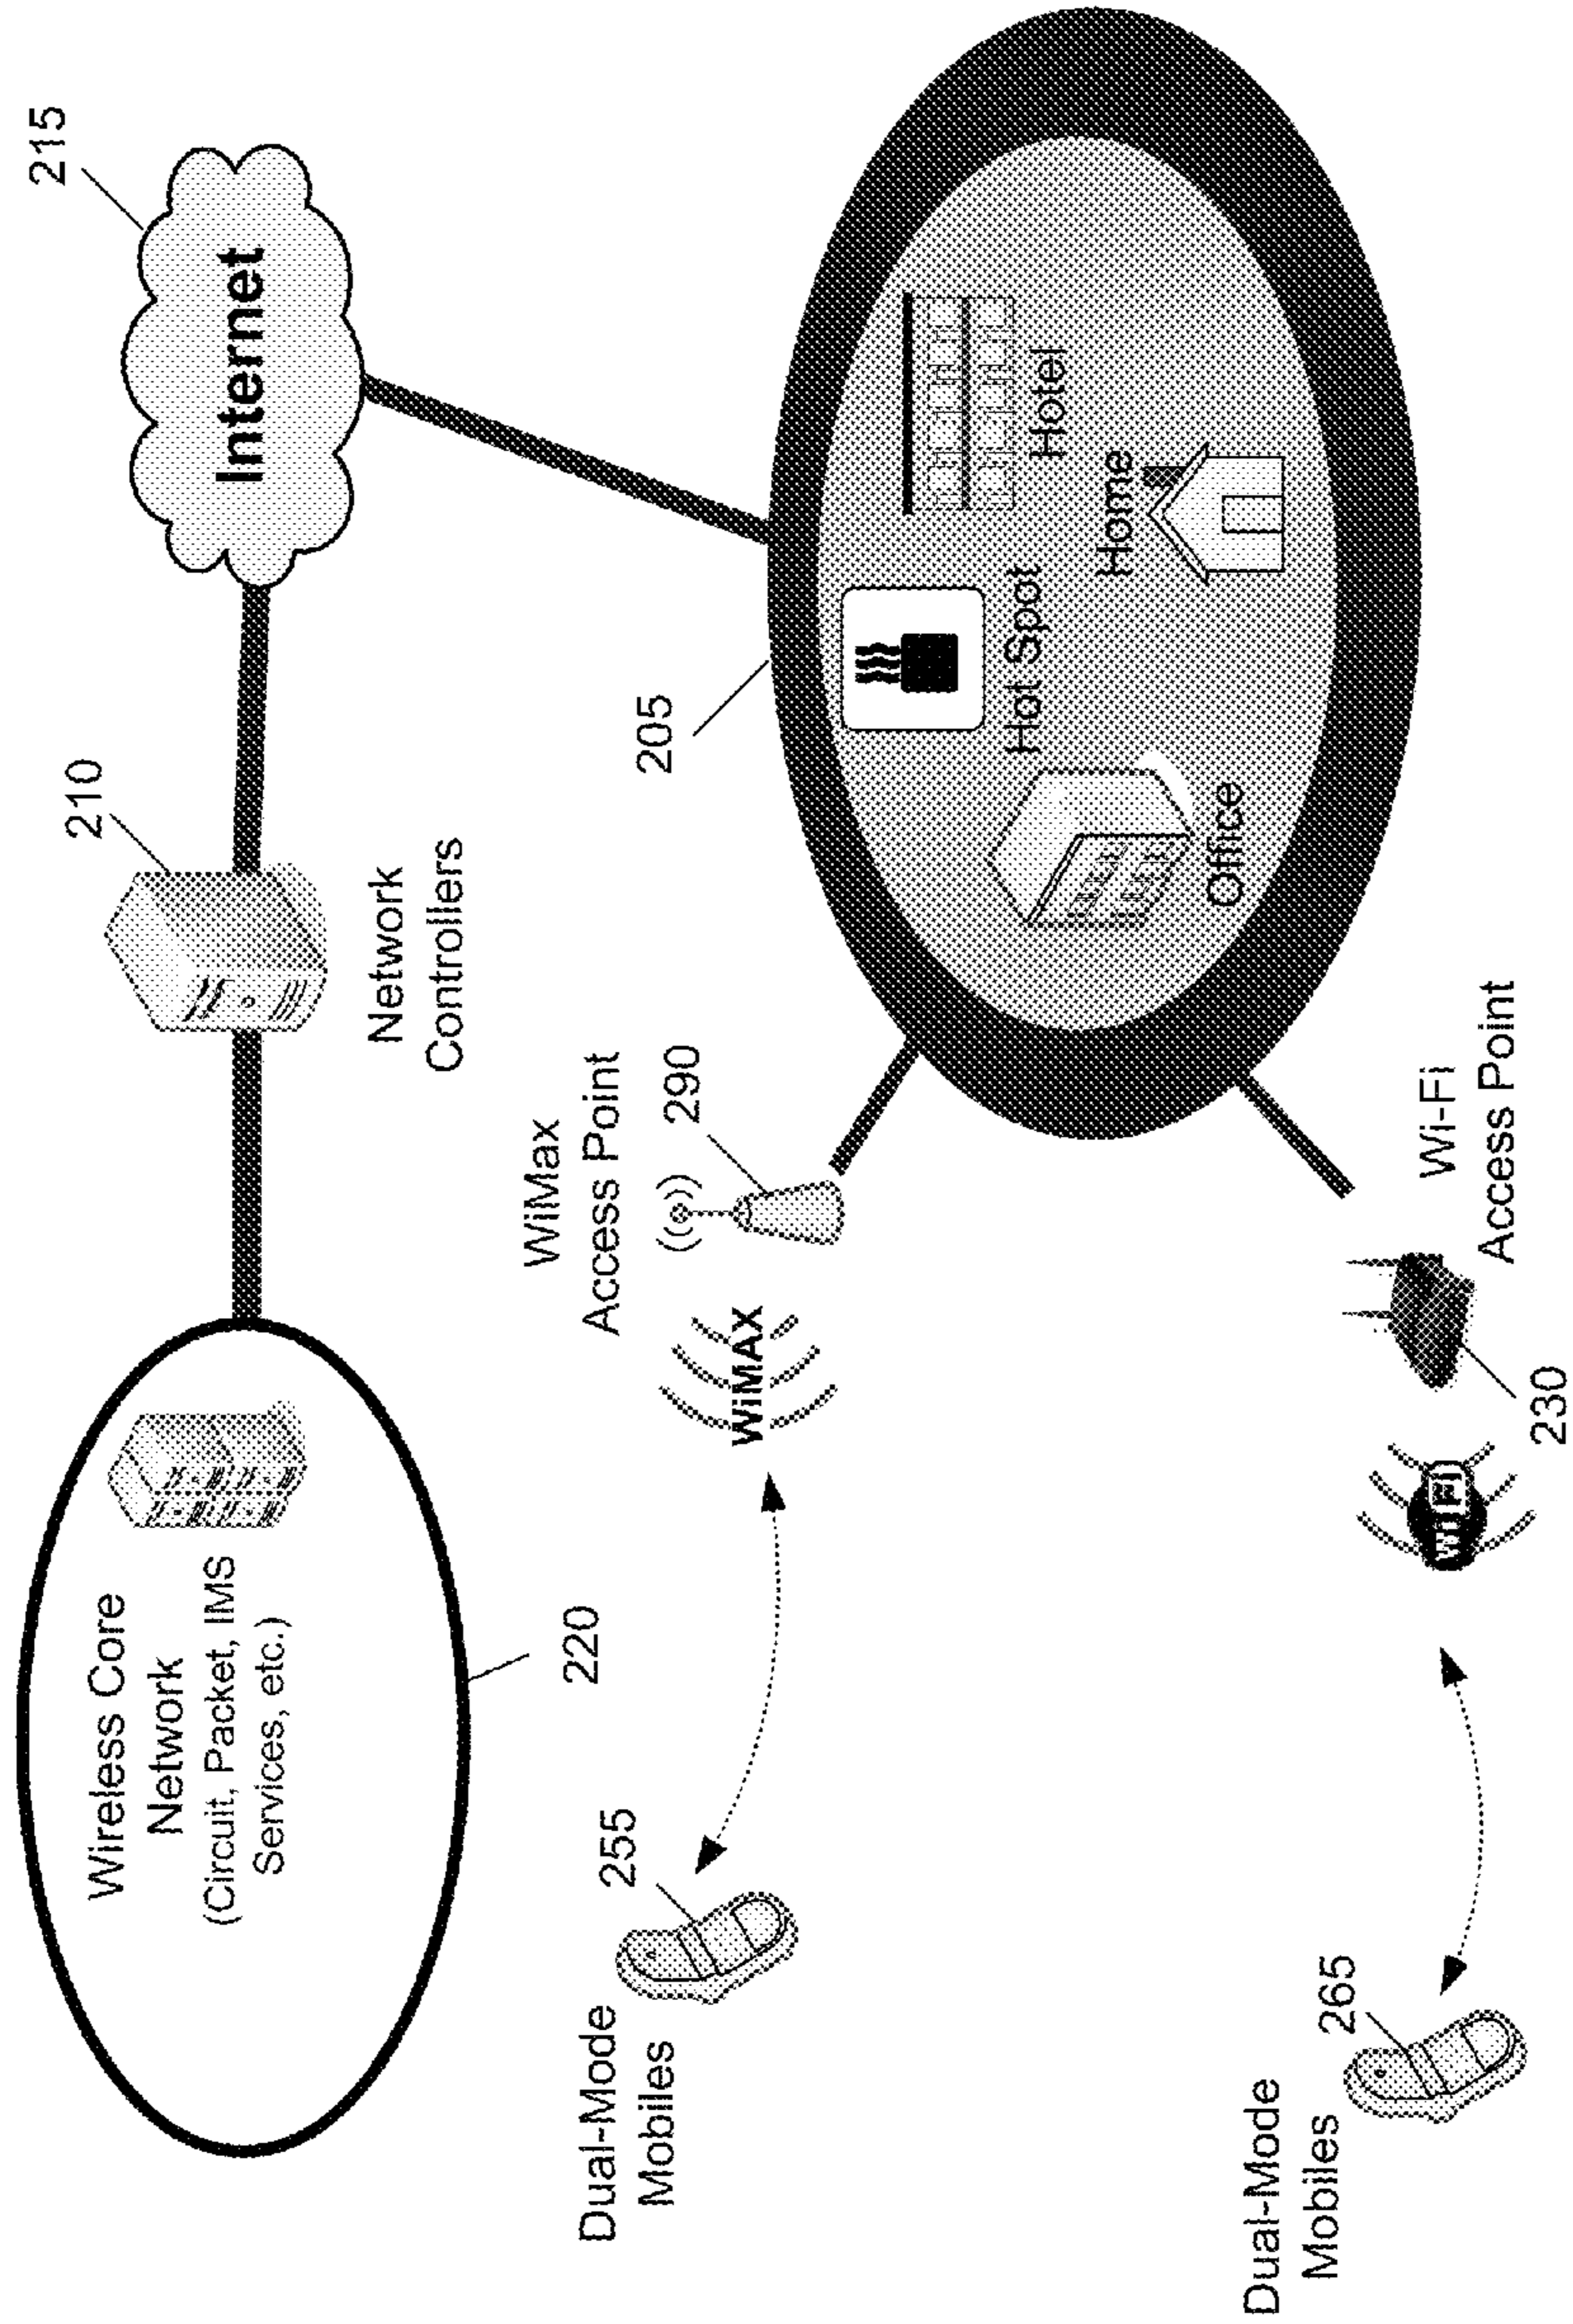 Wireless Core
Network
(Circuit, Packet, IMS
Services, etc.)
220
210
Network
Controllers
215
Internet
Dual-Mode
Mobiles
255
WiMAX
WiMax
Access Point
290
205
Hot Spot
Hotel
Office
Home
Dual-Mode
Mobiles
265
Wi Fi
230
Wi-Fi
Access Point